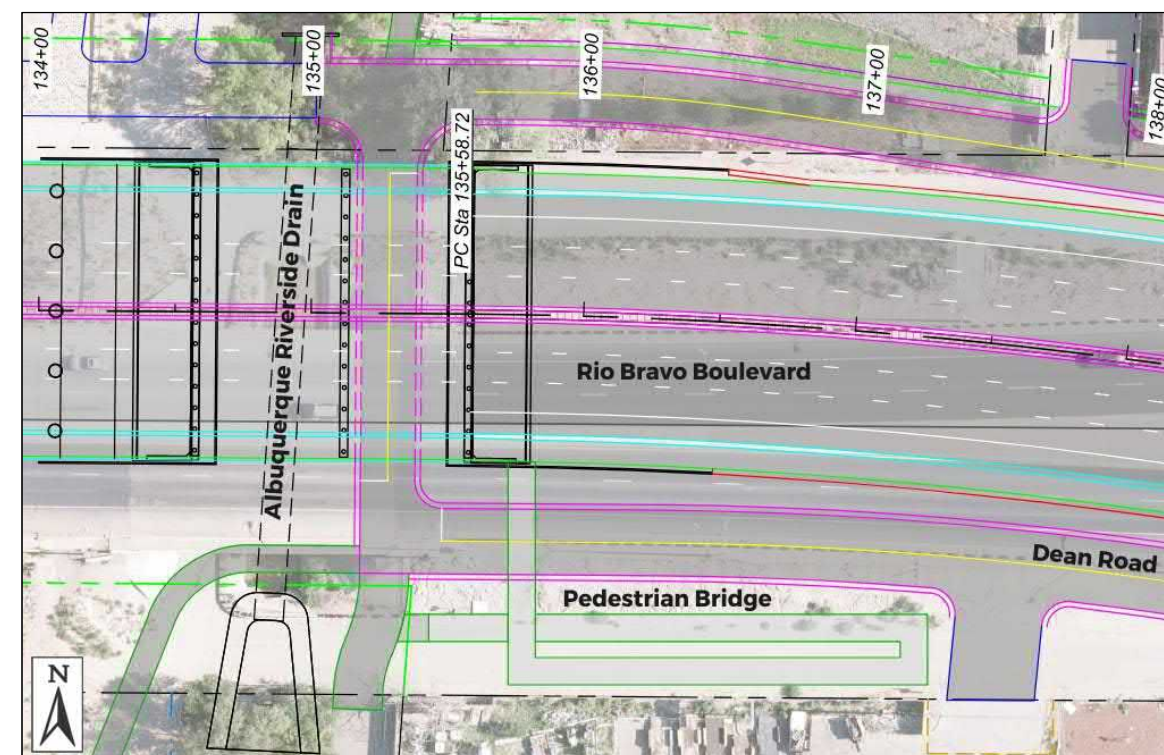 134+00
135+00
136+00
137+00
138+00
PC Sta 135+58.72
Albuquerque Riverside Drain
Rio Bravo Boulevard
Dean Road
Pedestrian Bridge
N